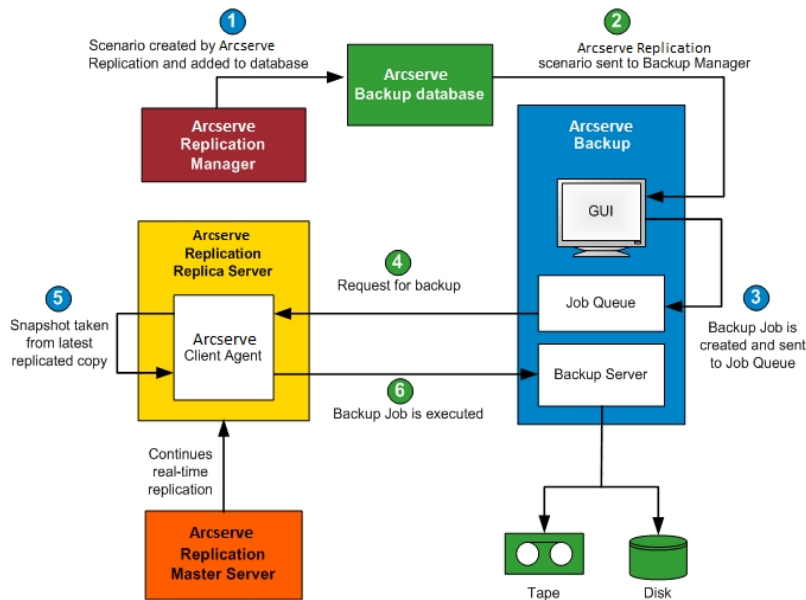 1
Scenario created by Arcserve
Replication and added to database
2
Arcserve Replication
scenario sent to Backup Manager
Arcserve
Backup database
Arcserve
Replication
Manager
Arcserve
Backup
GUI
Arcserve
Replication
Replica Server
4
Request for backup
Job Queue
3
Backup Job is
created and sent
to Job Queue
5
Snapshot taken
from latest
replicated copy
Arcserve
Client Agent
Backup Server
6
Backup Job is executed
Continues
real-time
replication
Arcserve
Replication
Master Server
Tape
Disk